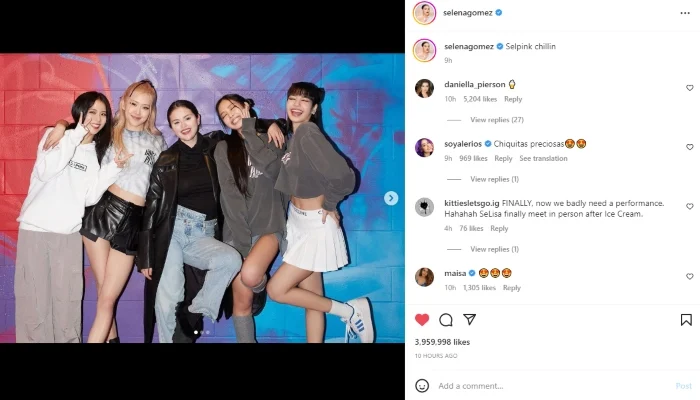 selenagomez
selenagomez Selpink chillin
9h
daniella_pierson
10h 5,204 likes Reply
View replies (27)
soyalerios Chiquitas preciosas🥰🥰
9h 969 likes Reply See translation
View replies (1)
kittiesletsgo.ig FINALLY, now we badly need a performance.
Hahahah SeLisa finally meet in person after Ice Cream.
4h 76 likes Reply
View replies (1)
maisa 😍😍😍
10h 1,305 likes Reply
3,959,998 likes
10 HOURS AGO
Add a comment... Post